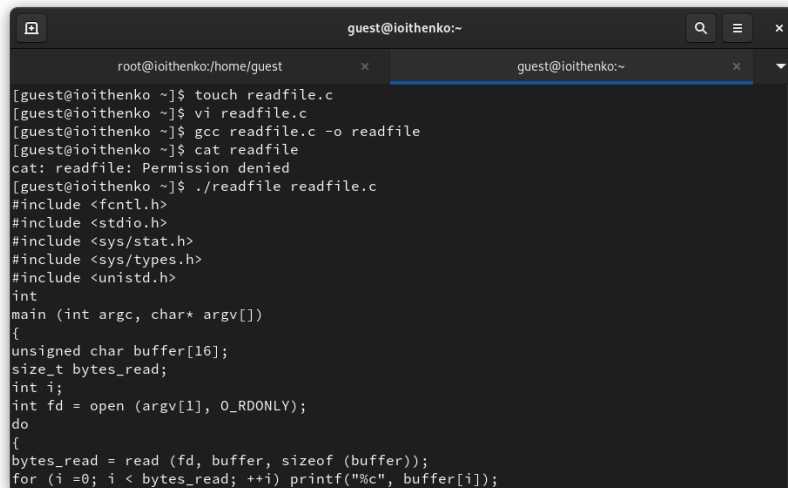 guest@ioithenko:~
root@ioithenko:/home/guest
guest@ioithenko:~
[guest@ioithenko ~]$ touch readfile.c
[guest@ioithenko ~]$ vi readfile.c
[guest@ioithenko ~]$ gcc readfile.c -o readfile
[guest@ioithenko ~]$ cat readfile
cat: readfile: Permission denied
[guest@ioithenko ~]$ ./readfile readfile.c
#include <fcntl.h>
#include <stdio.h>
#include <sys/stat.h>
#include <sys/types.h>
#include <unistd.h>
int
main (int argc, char* argv[])
{
unsigned char buffer[16];
size_t bytes_read;
int i;
int fd = open (argv[1], O_RDONLY);
do
{
bytes_read = read (fd, buffer, sizeof (buffer));
for (i =0; i < bytes_read; ++i) printf("%c", buffer[i]);